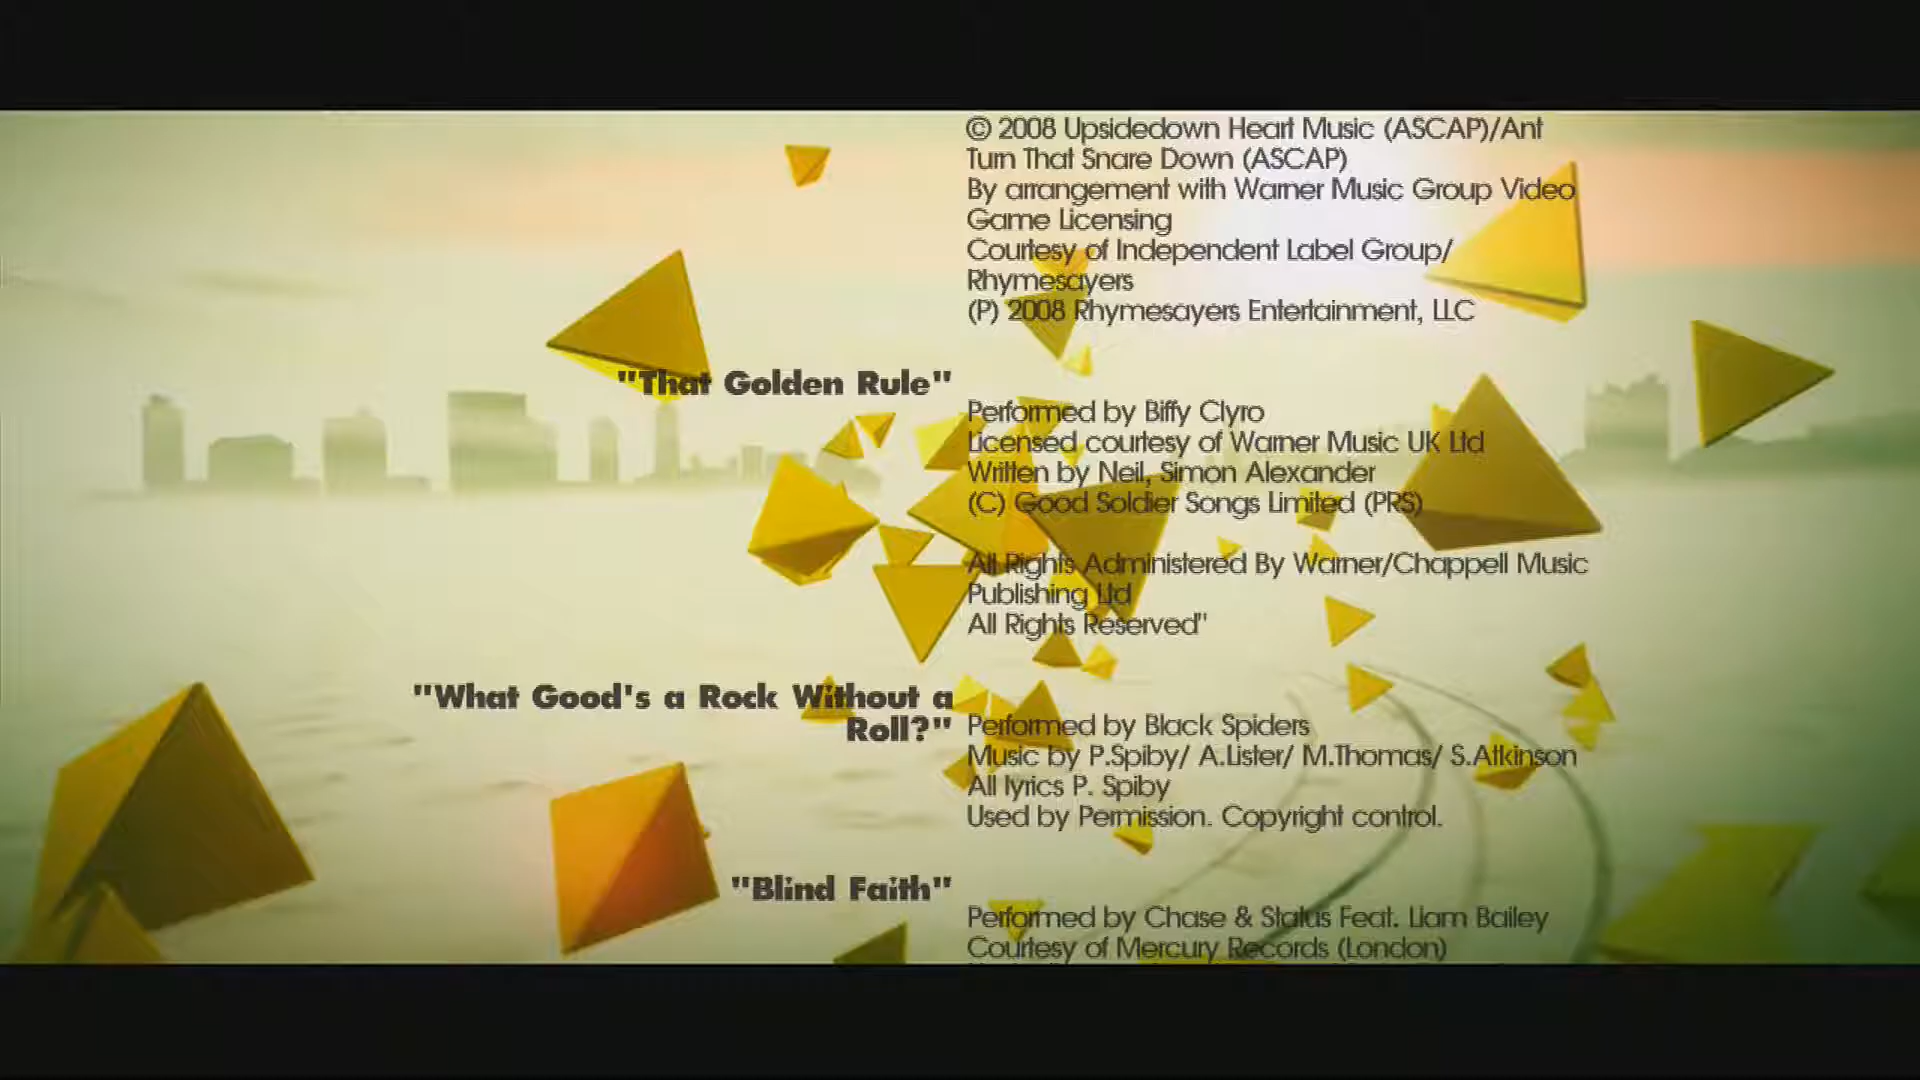 © 2008 Upsidedown Heart Music (ASCAP)/Ant
Turn That Snare Down (ASCAP)
By arrangement with Warner Music Group Video
Game Licensing
Courtesy of Independent Label Group/
Rhymesayers
(P) 2008 Rhymesayers Entertainment, LLC
"That Golden Rule"
Performed by Biffy Clyro
Licensed courtesy of Warner Music UK Ltd
Written by Neil, Simon Alexander
(C) Good Soldier Songs Limited (PRS)
All Rights Administered By Warner/Chappell Music
Publishing Ltd
All Rights Reserved"
"What Good's a Rock Without a
Roll?"
Performed by Black Spiders
Music by P.Spiby/ A.Lister/ M.Thomas/ S.Atkinson
All lyrics P. Spiby
Used by Permission. Copyright control.
"Blind Faith"
Performed by Chase & Status Feat. Liam Bailey
Courtesy of Mercury Records (London)